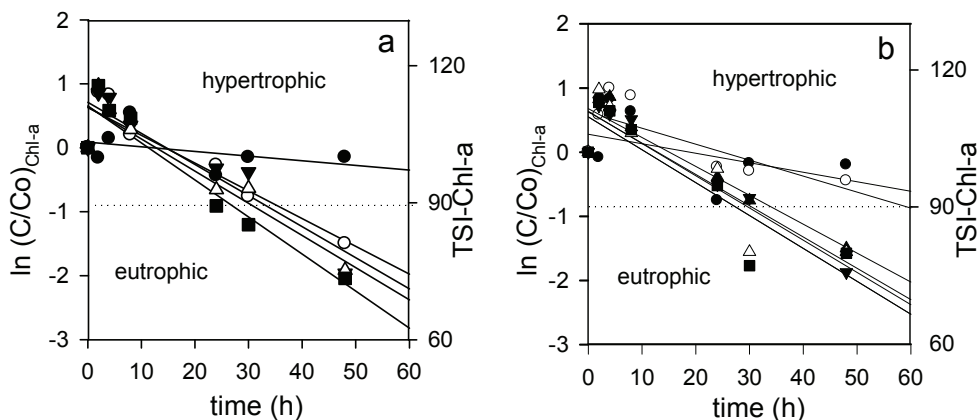 a
hypertrophic
eutrophic
2
1
0
-1
-2
-3
ln (C/Co)Chl-a
0 10 20 30 40 50 60
time (h)
120
90
60
TSI-Chl-a
b
hypertrophic
eutrophic
2
1
0
-1
-2
-3
ln (C/Co)Chl-a
0 10 20 30 40 50 60
time (h)
120
90
60
TSI-Chl-a